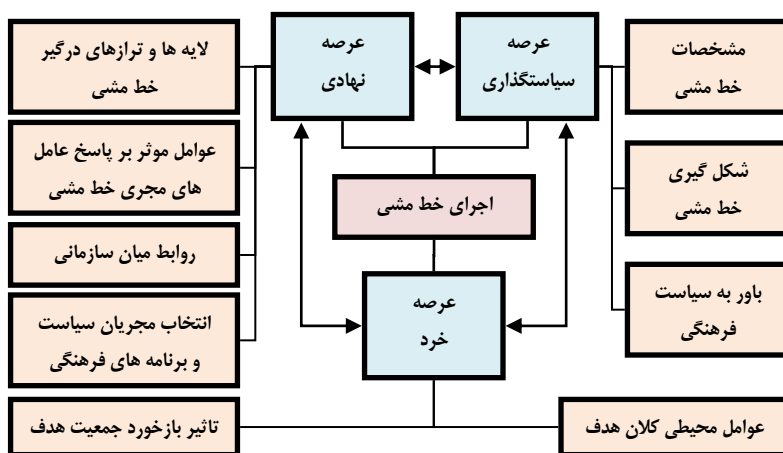 مشخصات
خط مشی
عرصه
سیاستگذاری
عرصه
نهادی
لایه ها و ترازهای درگیر
خط مشی
شکل گیری
خط مشی
عوامل موثر بر پاسخ عامل
های مجری خط مشی
اجرای خط مشی
روابط میان سازمانی
باور به سیاست
فرهنگی
عرصه
خرد
انتخاب مجریان سیاست
و برنامه های فرهنگی
عوامل محیطی کلان هدف
تاثیر بازخورد جمعیت هدف